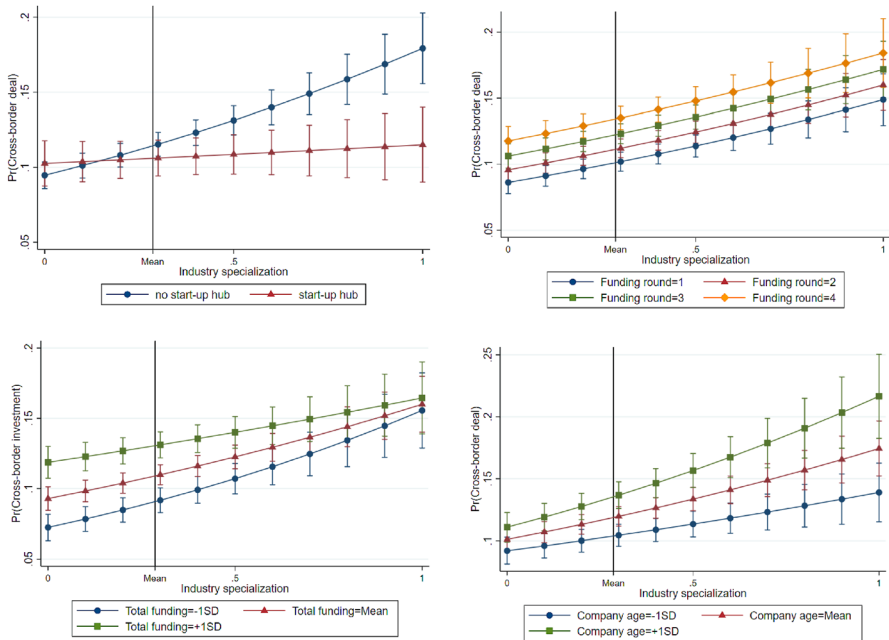 .2
.15
.1
.05
Pr(Cross-border deal)
0
Mean
.5
1
Industry specialization
no start-up hub
start-up hub
.2
.15
.1
.05
Pr(Cross-border deal)
0
Mean
.5
1
Industry specialization
Funding round=1
Funding round=2
Funding round=3
Funding round=4
.2
.15
.1
.05
Pr(Cross-border investment)
0
Mean
.5
1
Industry specialization
Total funding=-1SD
Total funding=Mean
Total funding=+1SD
.25
.2
.15
.1
Pr(Cross-border deal)
0
Mean
.5
1
Industry specialization
Company age=-1SD
Company age=Mean
Company age=+1SD